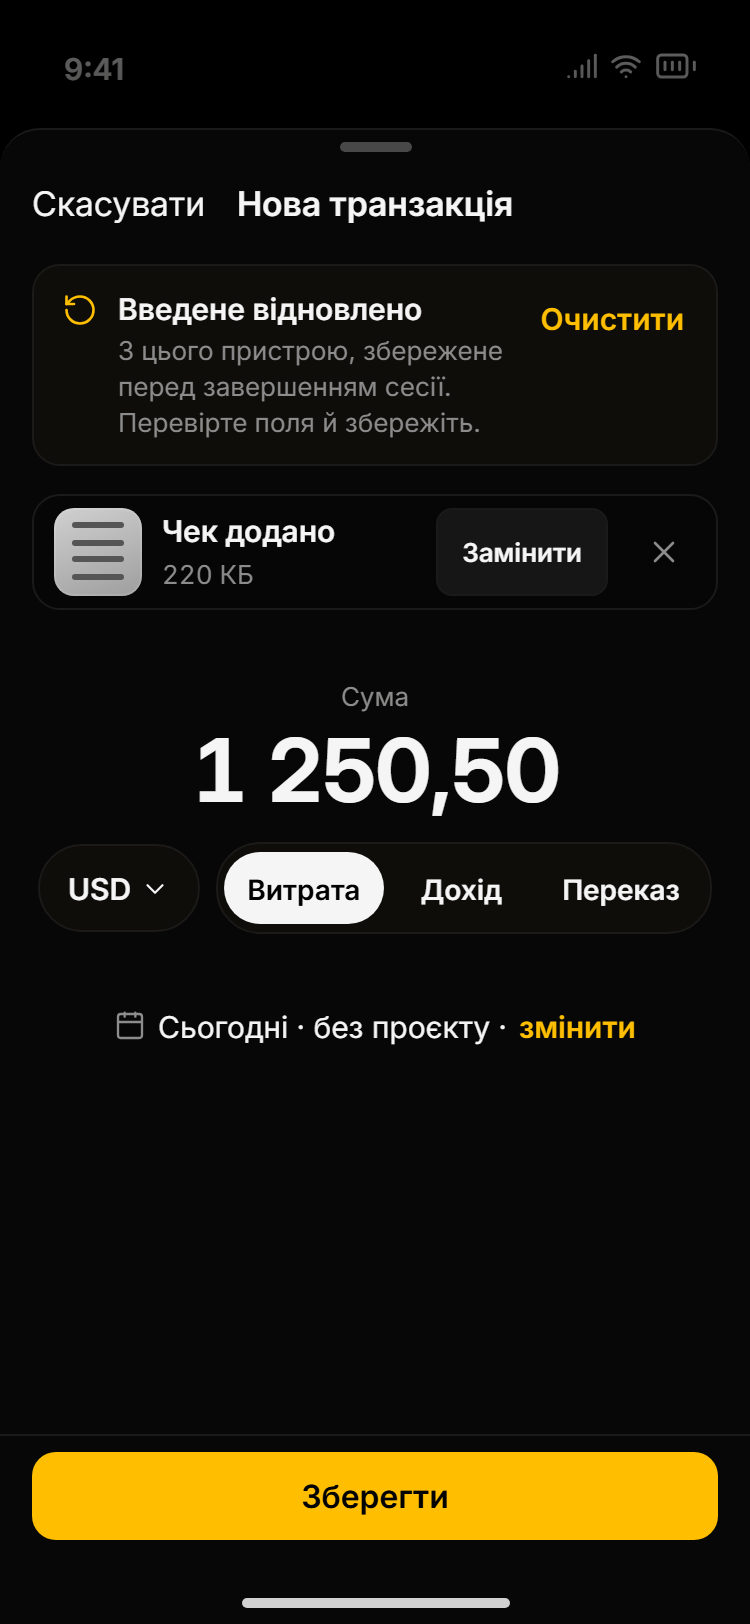 9:41
Скасувати Нова транзакція
Введене відновлено
Очистити
З цього пристрою, збережене
перед завершенням сесії.
Перевірте поля й збережіть.
Чек додано
220 КБ
Замінити
Сума
1 250,50
USD Витрата Дохід Переказ
Сьогодні · без проєкту · змінити
Зберегти